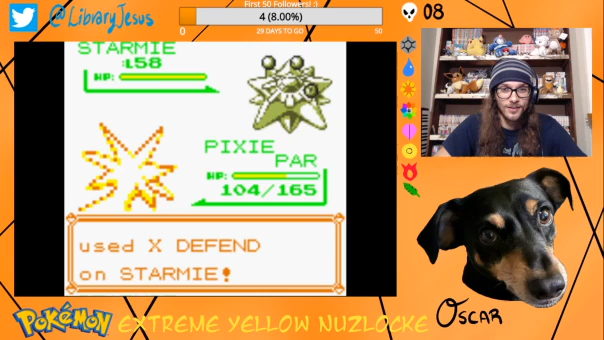 @LibraryJesus
First 50 Followers! :)
4 (8.00%)
0
29 DAYS TO GO
50
08
STARMIE
:L58
HP:
PIXIE
PAR
HP:
104/165
used X DEFEND
on STARMIE!
POKéMON EXTREME YELLOW NUZLOCKE
OSCAR